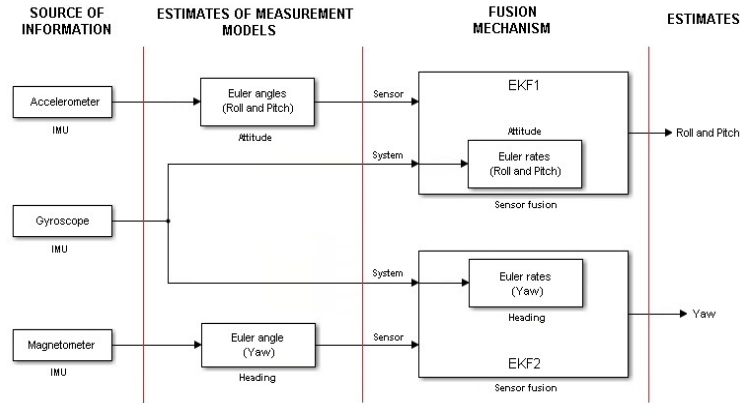 SOURCE OF
INFORMATION
ESTIMATES OF MEASUREMENT
MODELS
FUSION
MECHANISM
ESTIMATES
Accelerometer
IMU
Euler angles
(Roll and Pitch)
Attitude
Sensor
EKF1
Attitude
System
Euler rates
(Roll and Pitch)
Sensor fusion
Roll and Pitch
Gyroscope
IMU
System
Euler rates
(Yaw)
Heading
Yaw
Magnetometer
IMU
Euler angle
(Yaw)
Heading
Sensor
EKF2
Sensor fusion